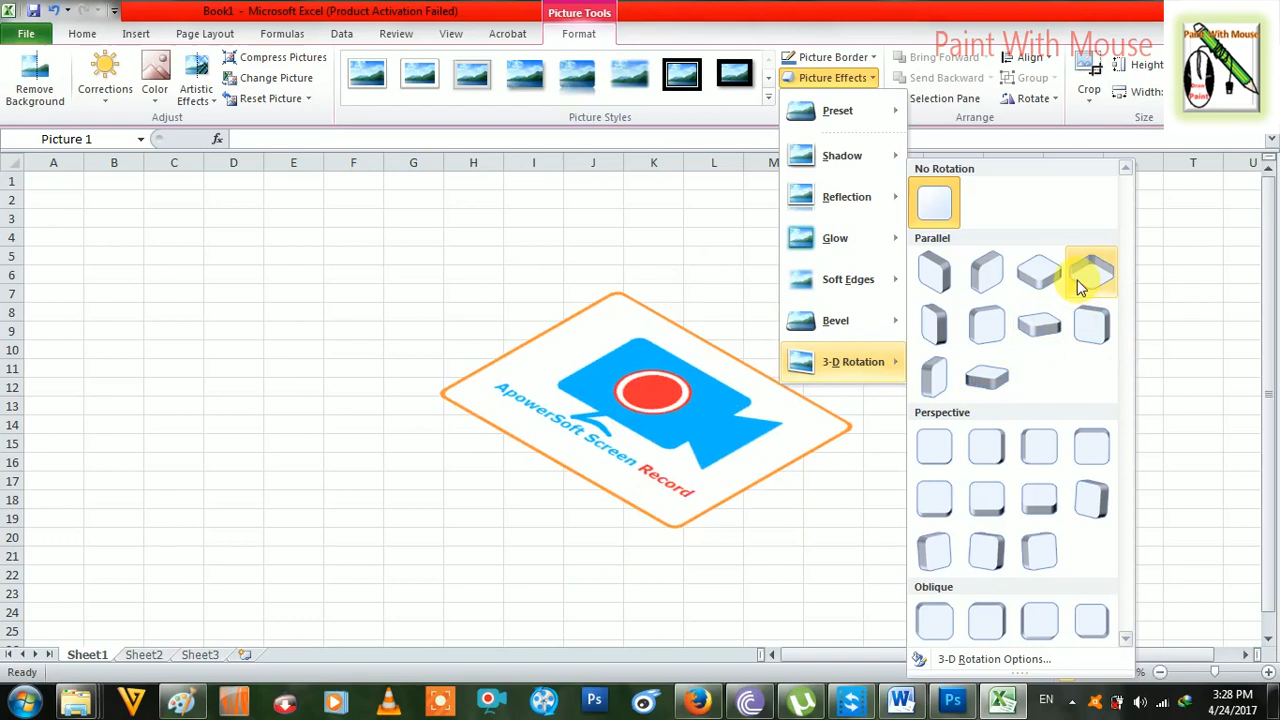 Book1 - Microsoft Excel (Product Activation Failed)
Picture Tools
File Home Insert Page Layout Formulas Data Review View Acrobat Format
Paint With Mouse
Remove Background
Corrections
Color
Artistic Effects
Compress Pictures
Change Picture
Reset Picture
Adjust
Picture Styles
Picture Border
Picture Effects
Bring Forward
Send Backward
Selection Pane
Align
Group
Rotate
Arrange
Crop
Height
Width:
Size
Draw
Paint
Picture 1
fx
A B C D E F G H I J K L M T U
1
2
3
4
5
6
7
8
9
10
11
12
13
14
15
16
17
18
19
20
21
22
23
24
25
Preset
Shadow
Reflection
Glow
Soft Edges
Bevel
3-D Rotation
No Rotation
Parallel
Perspective
Oblique
3-D Rotation Options...
ApowerSoft Screen Record
Sheet1 Sheet2 Sheet3
Ready
%
Ps
W
Ps
EN
3:28 PM
4/24/2017